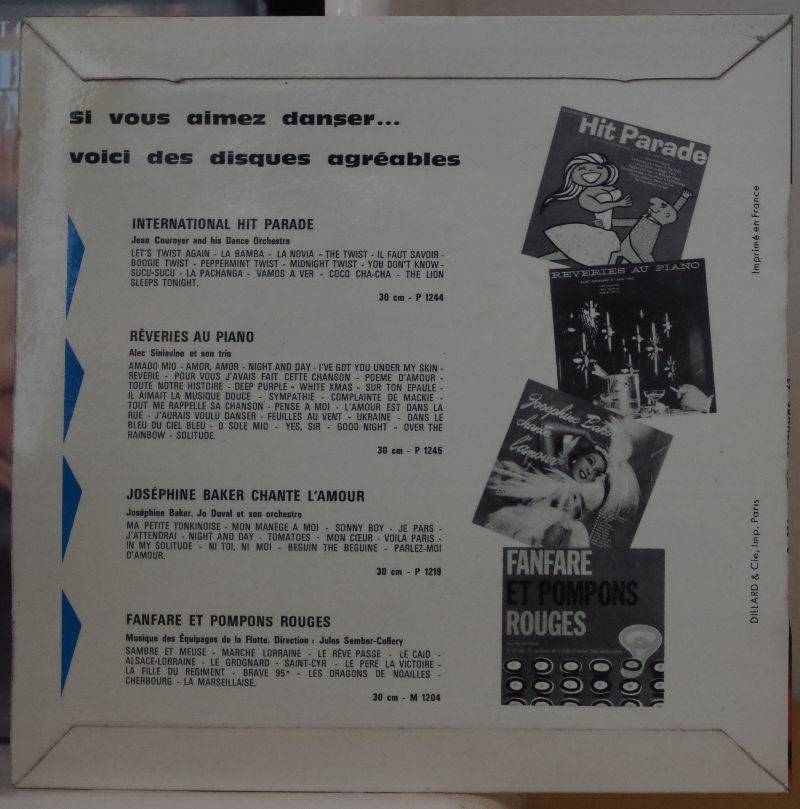 Si vous aimez danser...
voici des disques agréables
INTERNATIONAL HIT PARADE
Jean Couroyer and his Dance Orchestra
LET'S TWIST AGAIN - LA BAMBA - LA NOVIA - THE TWIST - IL FAUT SAVOIR -
BOOGIE TWIST - PEPPERMINT TWIST - MIDNIGHT TWIST - YOU DON'T KNOW -
SUCU-SUCU - LA PACHANGA - VAMOS A VER - COCO CHA-CHA - THE LION
SLEEPS TONIGHT.
30 cm - P 1244
RÊVERIES AU PIANO
Alec Siniavine et son trio
AMADO MIO - AMOR, AMOR - NIGHT AND DAY - I'VE GOT YOU UNDER MY SKIN -
REVERIE - POUR VOUS J'AVAIS FAIT CETTE CHANSON - POEME D'AMOUR -
TOUTE NOTRE HISTOIRE - DEEP PURPLE - WHITE XMAS - SUR TON EPAULE -
IL AIMAIT LA MUSIQUE DOUCE - SYMPATHIE - COMPLAINTE DE MACKIE -
TOUT ME RAPPELLE SA CHANSON - PENSE A MOI - L'AMOUR EST DANS LA
RUE - J'AURAIS VOULU DANSER - FEUILLES AU VENT - UKRAINE - DANS LE
BLEU DU CIEL BLEU - O SOLE MIO - YES, SIR - GOOD NIGHT - OVER THE
RAINBOW - SOLITUDE.
30 cm - P 1245
JOSÉPHINE BAKER CHANTE L'AMOUR
Joséphine Baker. Jo Duval et son orchestre
MA PETITE TONKINOISE - MON MANÈGE A MOI - SONNY BOY - JE PARS -
J'ATTENDRAI - NIGHT AND DAY - TOMATOES - MON CŒUR - VOILA PARIS -
IN MY SOLITUDE - NI TOI, NI MOI - BEGUIN THE BEGUINE - PARLEZ-MOI
D'AMOUR.
30 cm - P 1219
FANFARE ET POMPONS ROUGES
Musique des Équipages de la Flotte. Direction : Jules Sember-Collery
SAMBRE ET MEUSE - MARCHE LORRAINE - LE RÊVE PASSE - LE CAID -
ALSACE-LORRAINE - LE GROGNARD - SAINT-CYR - LE PERE LA VICTOIRE -
LA FILLE DU REGIMENT - BRAVE 95e - LES DRAGONS DE NOAILLES -
CHERBOURG - LA MARSEILLAISE.
30 cm - M 1204
Hit Parade
REVERIES AU PIANO
Josephine Baker
chante
l'amour
FANFARE
ET POMPONS
ROUGES
Imprimé en France
DILLARD & Cie, Imp. Paris